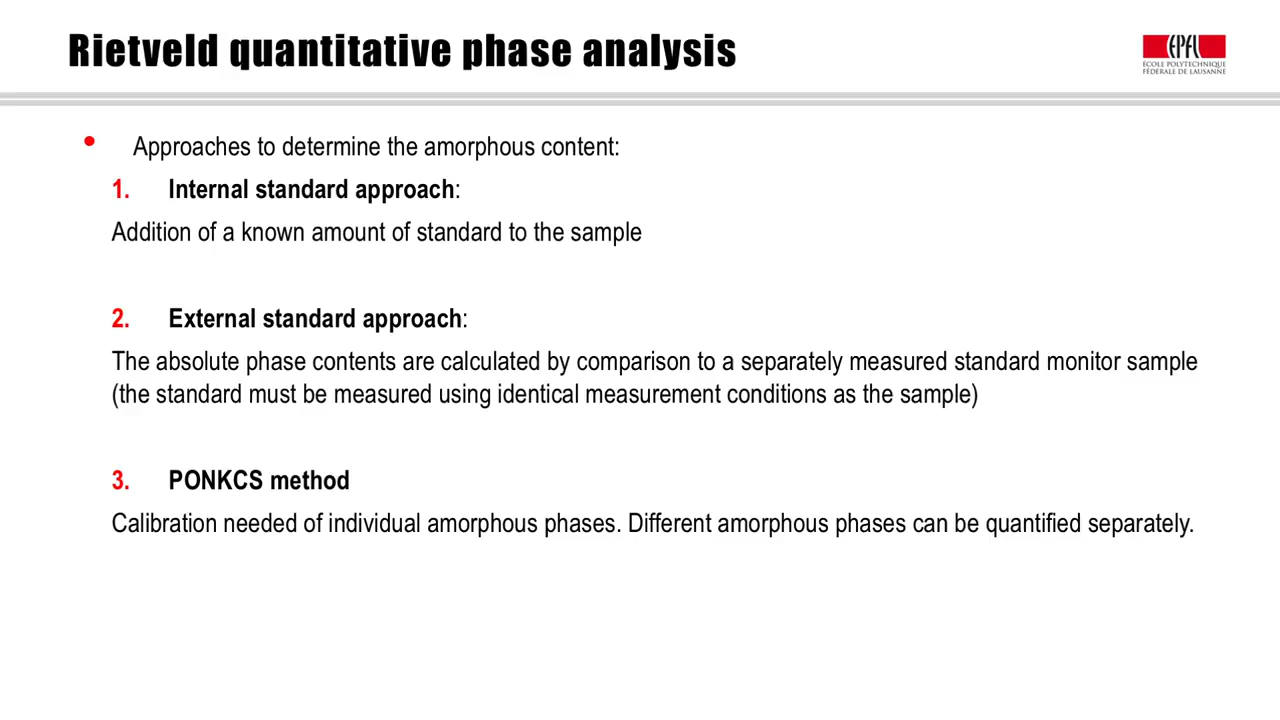 Rietveld quantitative phase analysis
EPFL
ÉCOLE POLYTECHNIQUE
FÉDÉRALE DE LAUSANNE
• Approaches to determine the amorphous content:
1. Internal standard approach:
Addition of a known amount of standard to the sample
2. External standard approach:
The absolute phase contents are calculated by comparison to a separately measured standard monitor sample
(the standard must be measured using identical measurement conditions as the sample)
3. PONKCS method
Calibration needed of individual amorphous phases. Different amorphous phases can be quantified separately.